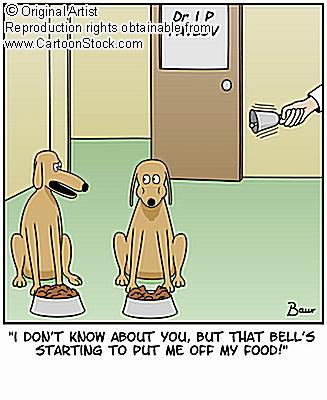 © Original Artist
Reproduction rights obtainable from
www.CartoonStock.com
Dr I P
PAVLOV
Baur
"I DON'T KNOW ABOUT YOU, BUT THAT BELL'S
STARTING TO PUT ME OFF MY FOOD!"